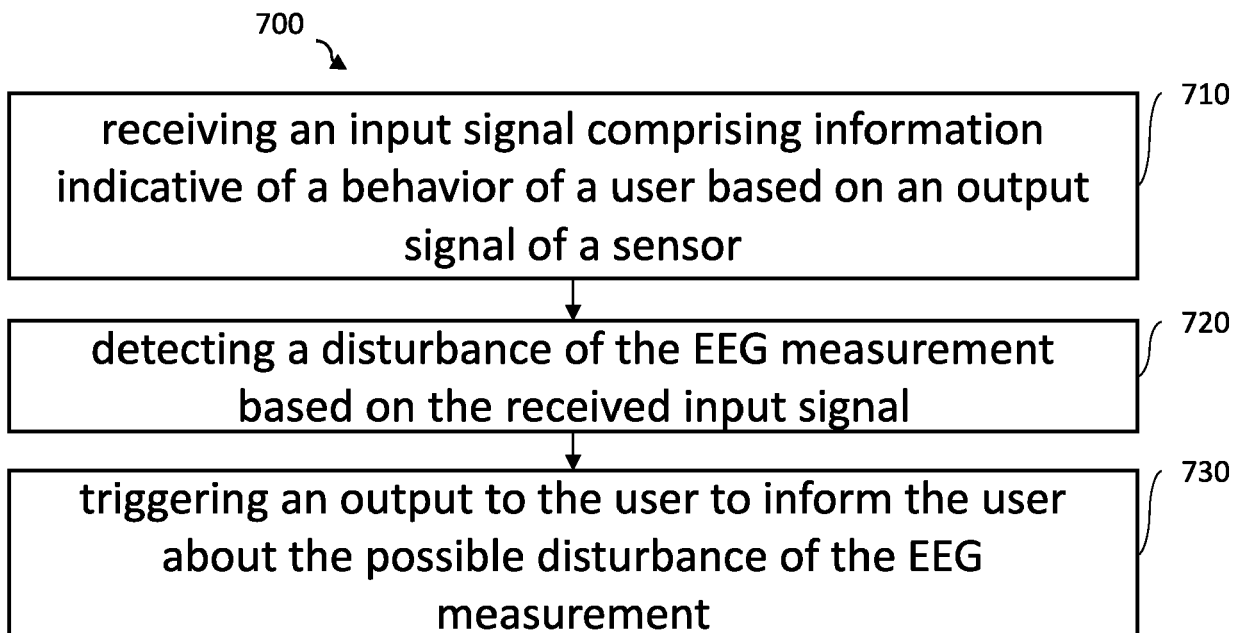 700
710
receiving an input signal comprising information
indicative of a behavior of a user based on an output
signal of a sensor
720
detecting a disturbance of the EEG measurement
based on the received input signal
730
triggering an output to the user to inform the user
about the possible disturbance of the EEG
measurement